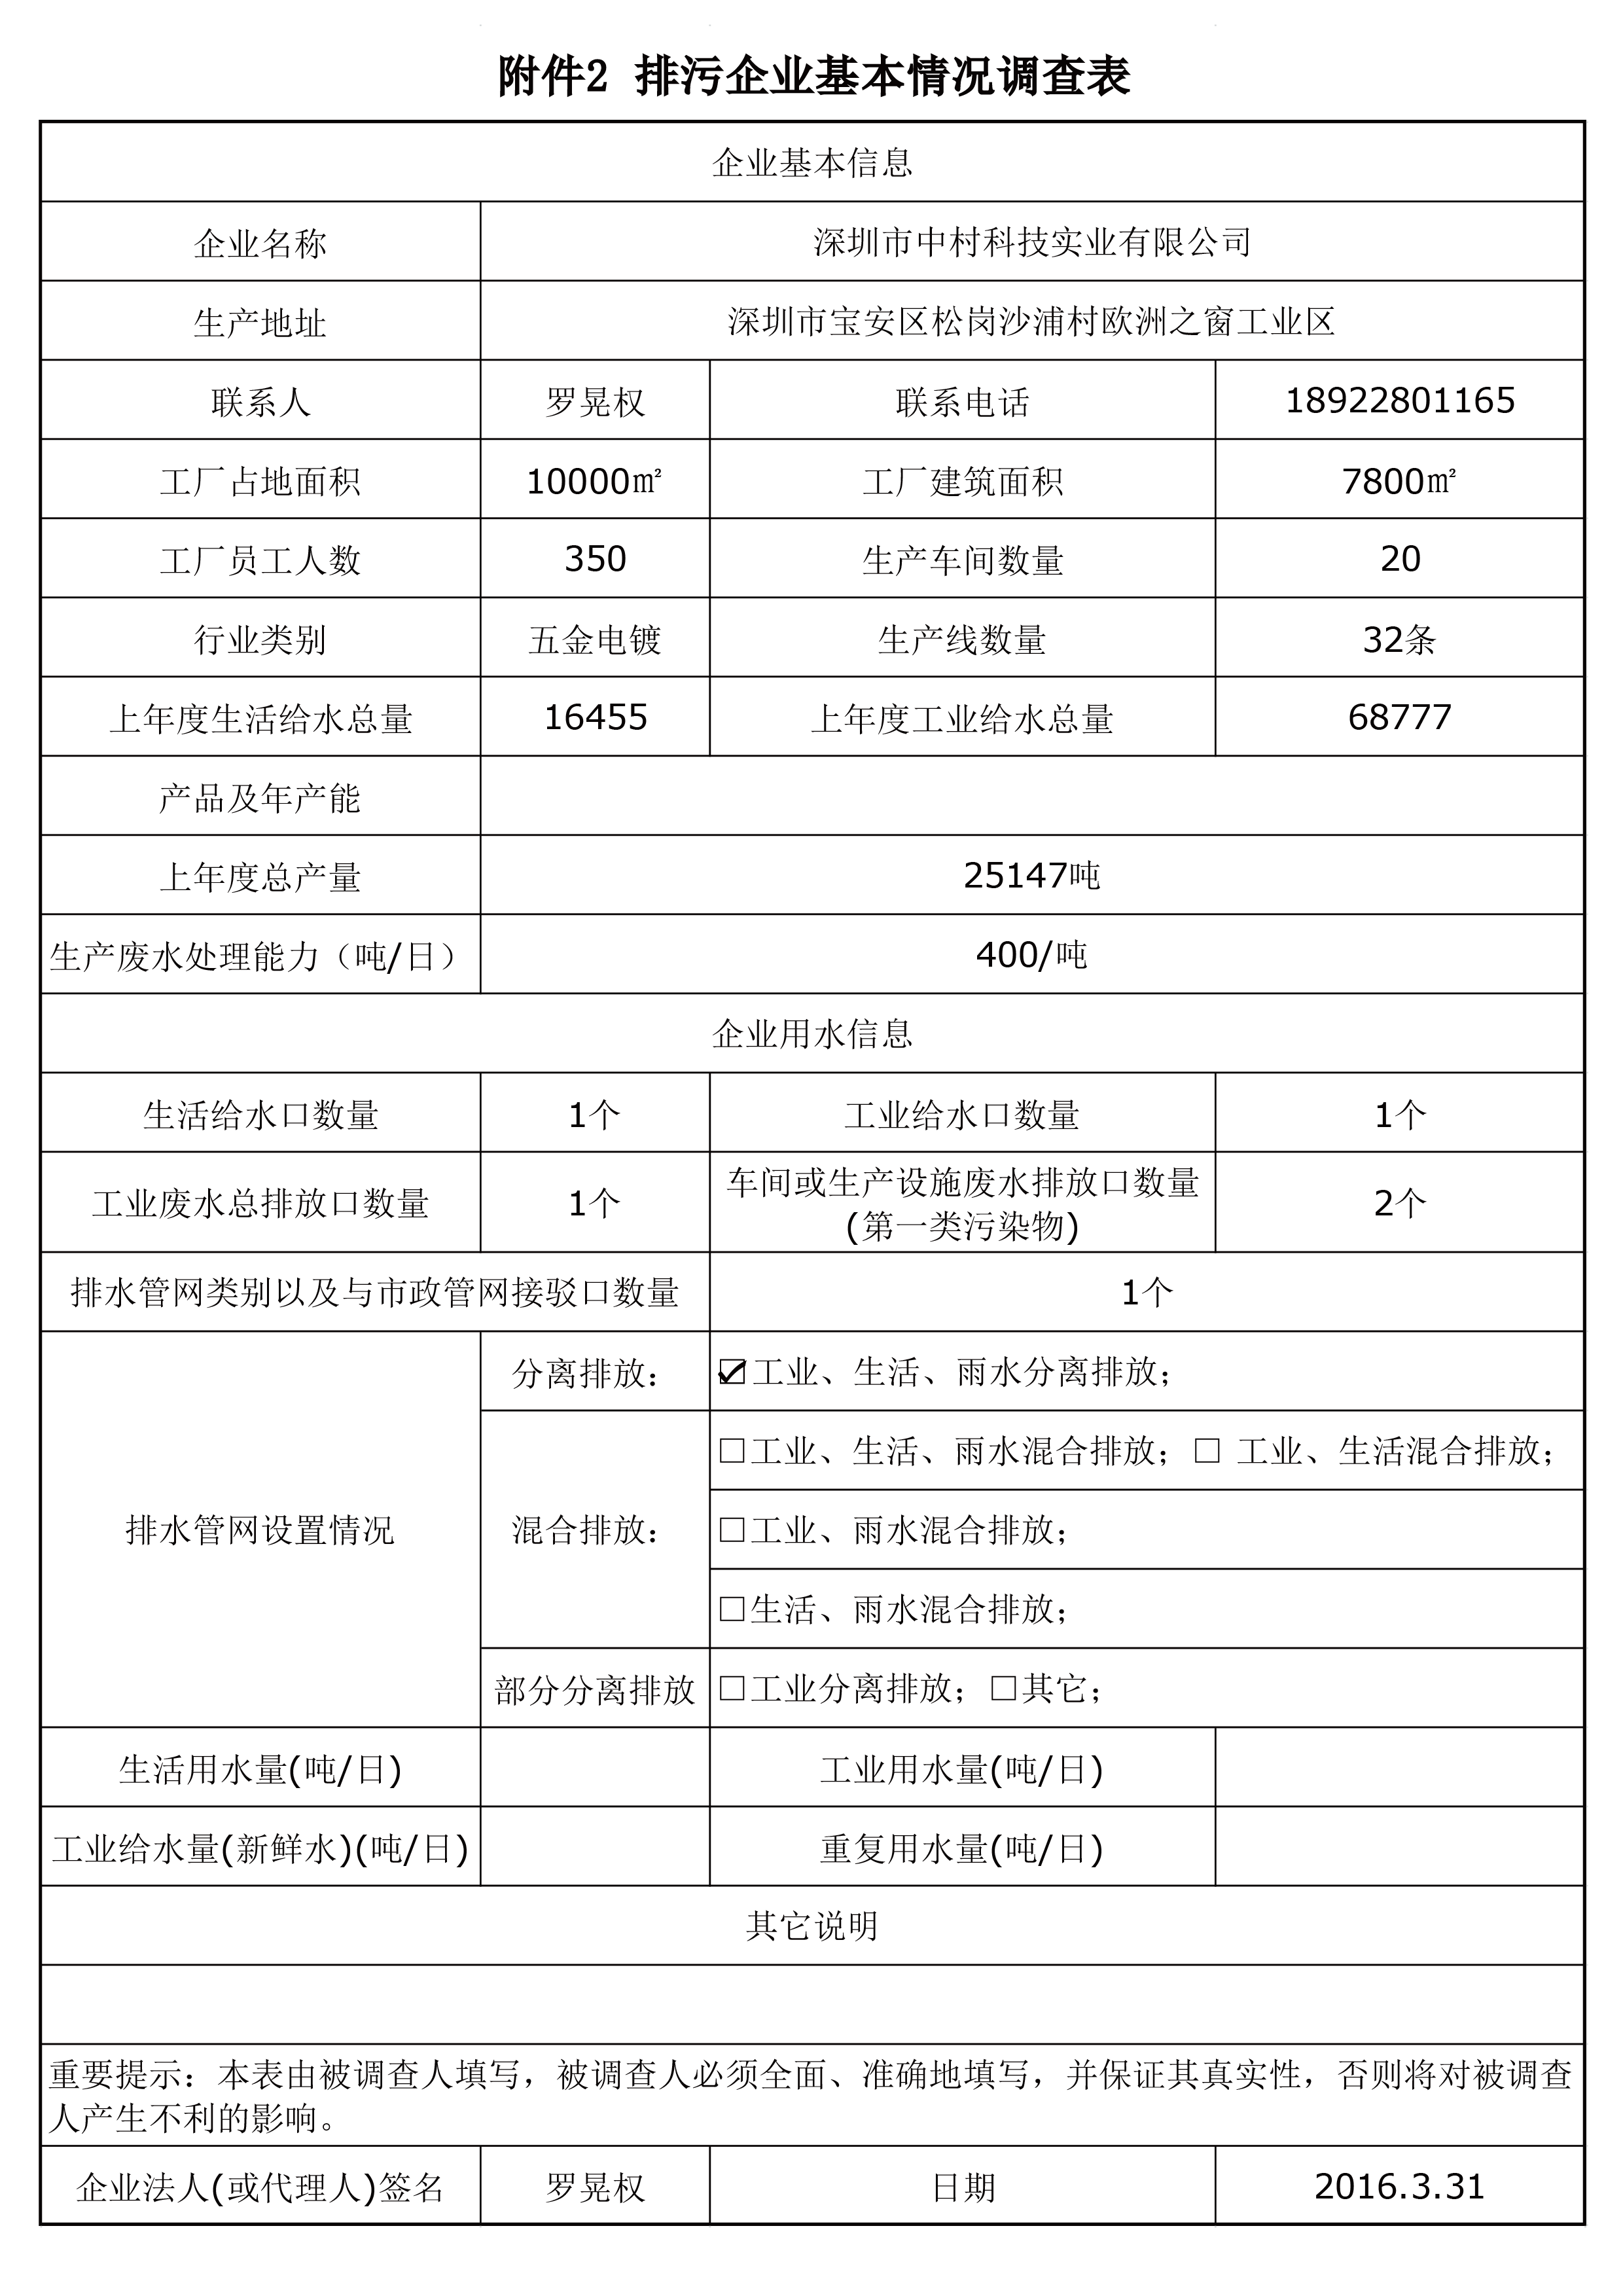 附件2 排污企业基本情况调查表
企业基本信息
企业名称 深圳市中村科技实业有限公司
生产地址 深圳市宝安区松岗沙浦村欧洲之窗工业区
联系人 罗晃权 联系电话 18922801165
工厂占地面积 10000㎡ 工厂建筑面积 7800㎡
工厂员工人数 350 生产车间数量 20
行业类别 五金电镀 生产线数量 32条
上年度生活给水总量 16455 上年度工业给水总量 68777
产品及年产能
上年度总产量 25147吨
生产废水处理能力（吨/日） 400/吨
企业用水信息
生活给水口数量 1个 工业给水口数量 1个
工业废水总排放口数量 1个 车间或生产设施废水排放口数量
(第一类污染物) 2个
排水管网类别以及与市政管网接驳口数量 1个
排水管网设置情况
分离排放： ☑工业、生活、雨水分离排放；
混合排放：
□工业、生活、雨水混合排放；□ 工业、生活混合排放；
□工业、雨水混合排放；
□生活、雨水混合排放；
部分分离排放 □工业分离排放；□其它；
生活用水量(吨/日) 工业用水量(吨/日)
工业给水量(新鲜水)(吨/日) 重复用水量(吨/日)
其它说明
重要提示：本表由被调查人填写，被调查人必须全面、准确地填写，并保证其真实性，否则将对被调查
人产生不利的影响。
企业法人(或代理人)签名 罗晃权 日期 2016.3.31